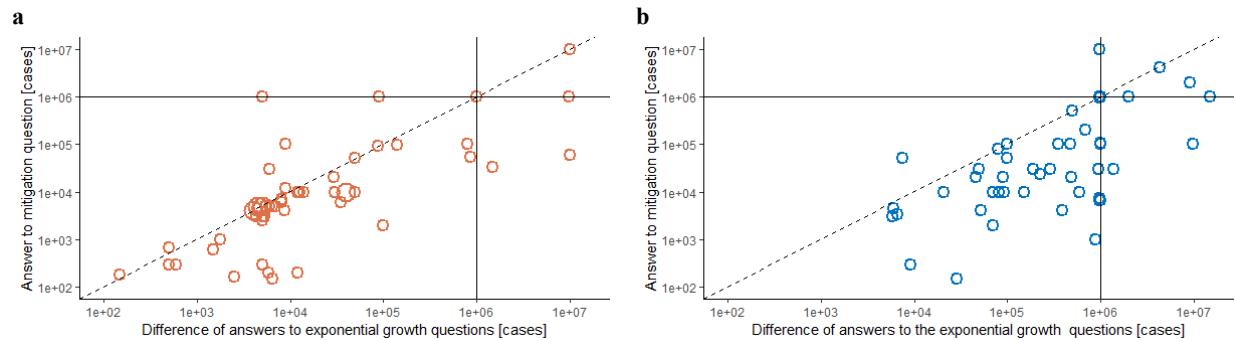 a
Answer to mitigation question [cases]
1e+07
1e+06
1e+05
1e+04
1e+03
1e+02
1e+02 1e+03 1e+04 1e+05 1e+06 1e+07
Difference of answers to exponential growth questions [cases]
b
Answer to mitigation question [cases]
1e+07
1e+06
1e+05
1e+04
1e+03
1e+02
1e+02 1e+03 1e+04 1e+05 1e+06 1e+07
Difference of answers to the exponential growth questions [cases]